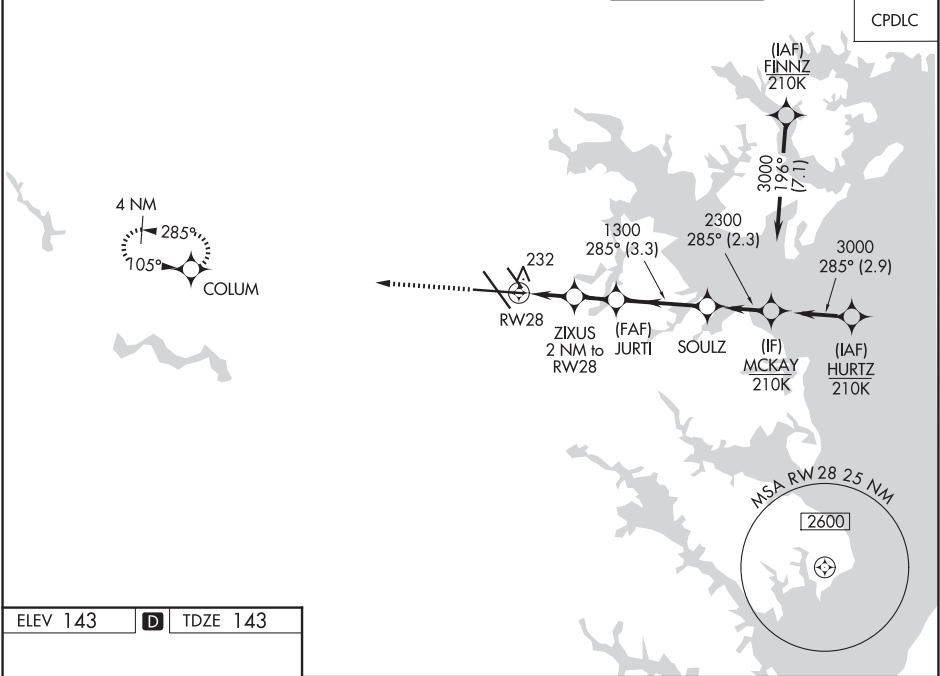 CPDLC
(IAF)
FINNZ
210K
3000
196°
(7.1)
4 NM
285°
105°
COLUM
232
RW28
1300
285° (3.3)
2300
285° (2.3)
3000
285° (2.9)
ZIXUS
2 NM to
RW28
(FAF)
JURTI
SOULZ
(IF)
MCKAY
210K
(IAF)
HURTZ
210K
MSA RW 28 25 NM
2600
ELEV 143 D TDZE 143